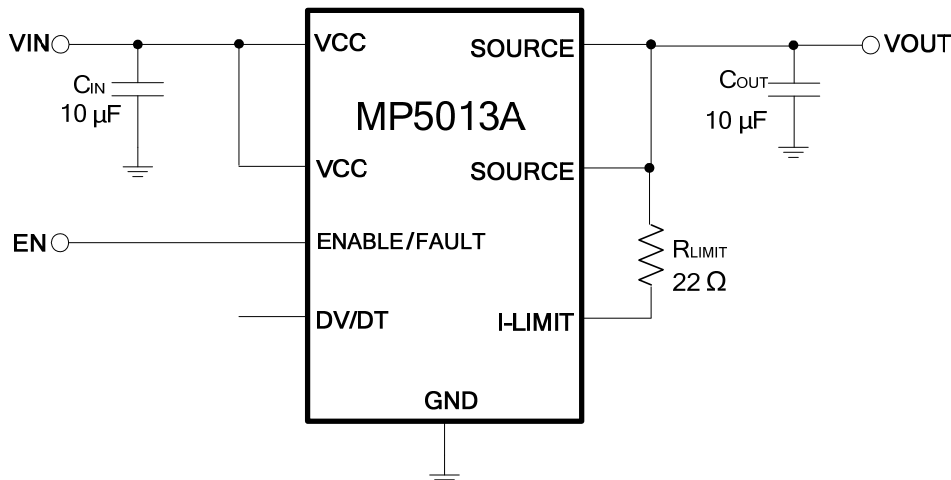 VIN
VCC
SOURCE
VOUT
CIN
10 µF
MP5013A
COUT
10 µF
VCC
SOURCE
EN
ENABLE/FAULT
RLIMIT
22 Ω
DV/DT
I-LIMIT
GND